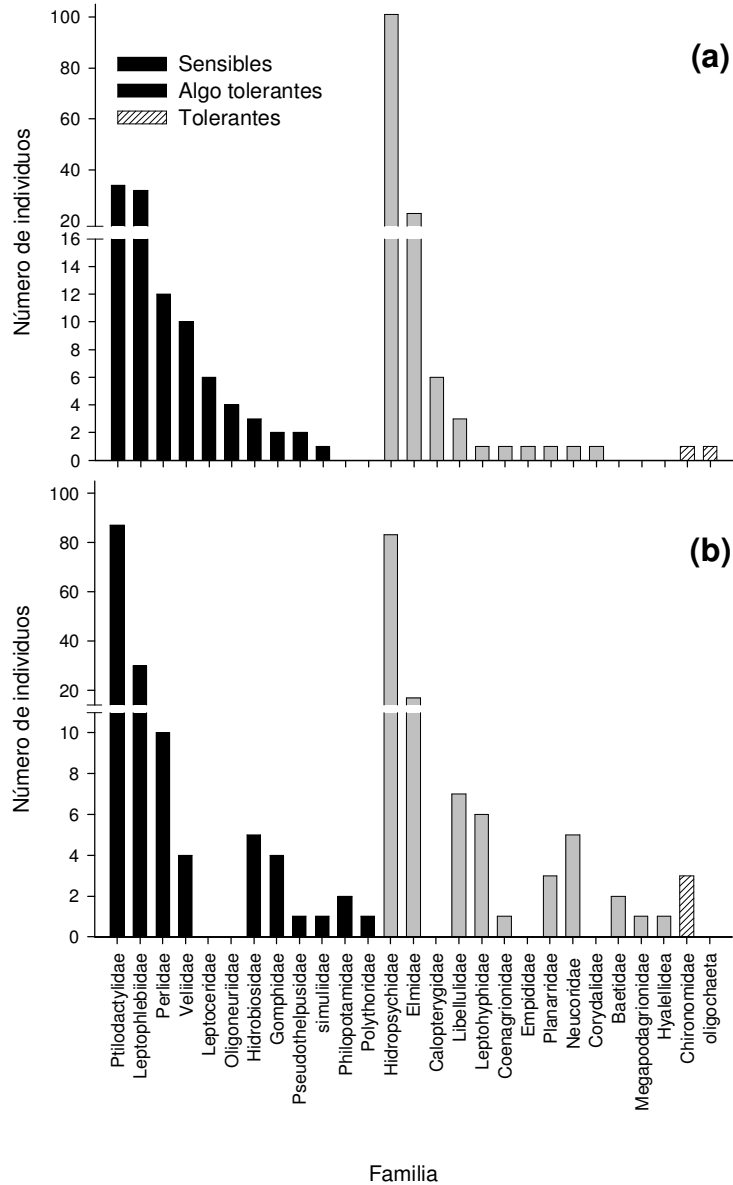 (a)
Sensibles
Algo tolerantes
Tolerantes
Número de individuos
100
80
60
40
20
16
14
12
10
8
6
4
2
0
(b)
Número de individuos
100
80
60
40
20
10
8
6
4
2
0
Ptilodactylidae
Leptophlebiidae
Perlidae
Veliidae
Leptoceridae
Oligoneuriidae
Hidrobiosidae
Gomphidae
Pseudothelpusidae
simuliidae
Philopotamidae
Polythoridae
Hidropsychidae
Elmidae
Calopterygidae
Libellulidae
Leptohyphidae
Coenagrionidae
Empididae
Planarridae
Neucoridae
Corydalidae
Baetidae
Megapodagrionidae
Hyalellidea
Chironomidae
oligochaeta
Familia